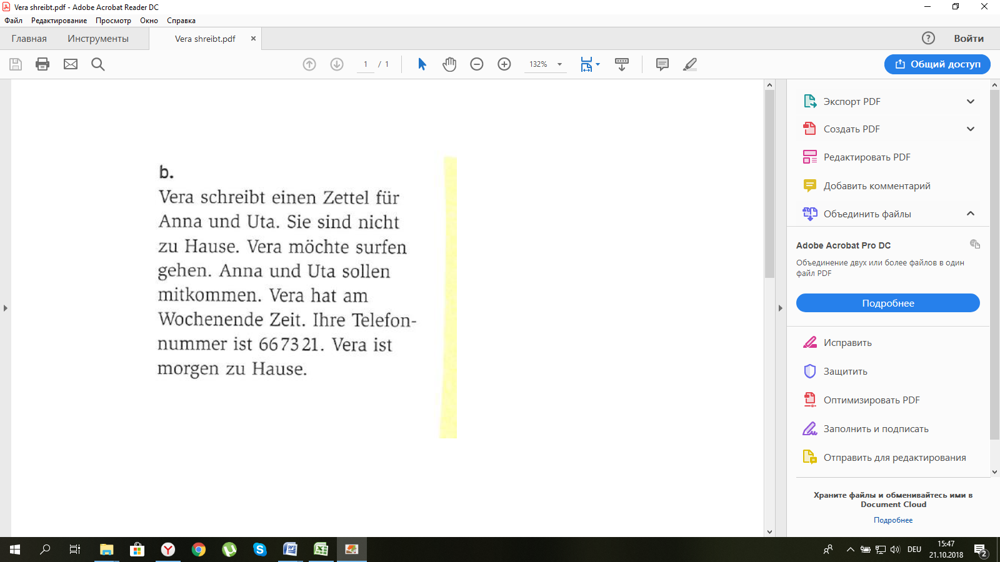 Vera shreibt.pdf - Adobe Acrobat Reader DC
Файл Редактирование Просмотр Окно Справка
Главная Инструменты Vera shreibt.pdf × ? Войти
1 / 1 132% Общий доступ
b.
Vera schreibt einen Zettel für
Anna und Uta. Sie sind nicht
zu Hause. Vera möchte surfen
gehen. Anna und Uta sollen
mitkommen. Vera hat am
Wochenende Zeit. Ihre Telefon-
nummer ist 66 73 21. Vera ist
morgen zu Hause.
Экспорт PDF
Создать PDF
Редактировать PDF
Добавить комментарий
Объединить файлы
Adobe Acrobat Pro DC
Объединение двух или более файлов в один
файл PDF
Подробнее
Исправить
Защитить
Оптимизировать PDF
Заполнить и подписать
Отправить для редактирования
Храните файлы и обменивайтесь ими в
Document Cloud
Подробнее
DEU 15:47
21.10.2018 2